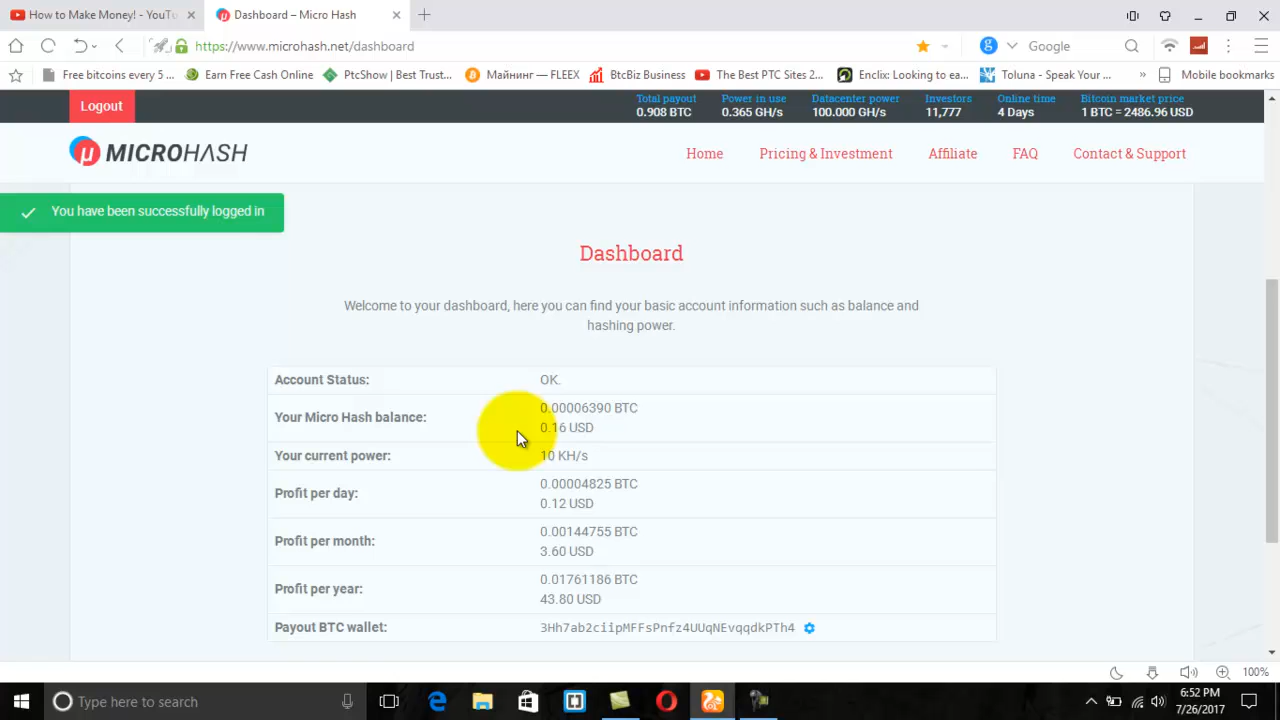 How to Make Money! - YouTu
Dashboard – Micro Hash
https://www.microhash.net/dashboard
Google
Free bitcoins every 5 ...
Earn Free Cash Online
PtcShow | Best Trust...
Майнинг — FLEEX
BtcBiz Business
The Best PTC Sites 2...
Enclix: Looking to ea...
Toluna - Speak Your ...
Mobile bookmarks
Logout
Total payout
0.908 BTC
Power in use
0.365 GH/s
Datacenter power
100.000 GH/s
Investors
11,777
Online time
4 Days
Bitcoin market price
1 BTC = 2486.96 USD
MICROHASH
Home
Pricing & Investment
Affiliate
FAQ
Contact & Support
You have been successfully logged in
Dashboard
Welcome to your dashboard, here you can find your basic account information such as balance and
hashing power.
Account Status:
OK.
Your Micro Hash balance:
0.00006390 BTC
0.16 USD
Your current power:
10 KH/s
Profit per day:
0.00004825 BTC
0.12 USD
Profit per month:
0.00144755 BTC
3.60 USD
Profit per year:
0.01761186 BTC
43.80 USD
Payout BTC wallet:
3Hh7ab2ciipMFFsPnfz4UUqNEvqqdkPTh4
100%
Type here to search
6:52 PM
7/26/2017